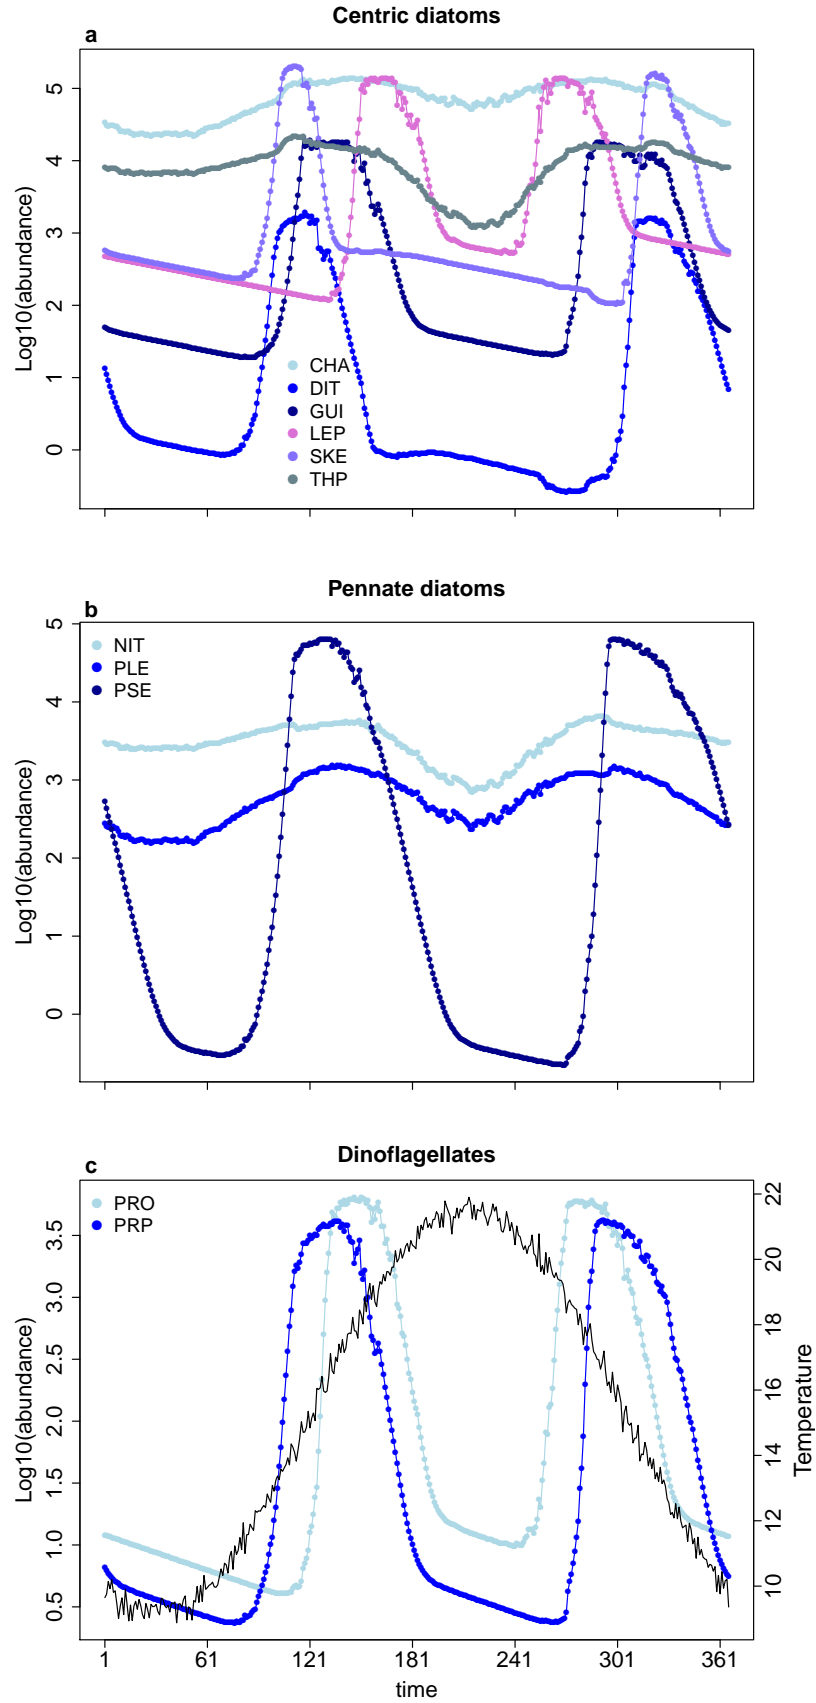 Centric diatoms
a
Log10(abundance)
5
4
3
2
1
0
CHA
DIT
GUI
LEP
SKE
THP
Pennate diatoms
b
Log10(abundance)
5
4
3
2
1
0
NIT
PLE
PSE
Dinoflagellates
c
Log10(abundance)
3.5
3.0
2.5
2.0
1.5
1.0
0.5
PRO
PRP
22
20
18
16
14
12
10
Temperature
1 61 121 181 241 301 361
time